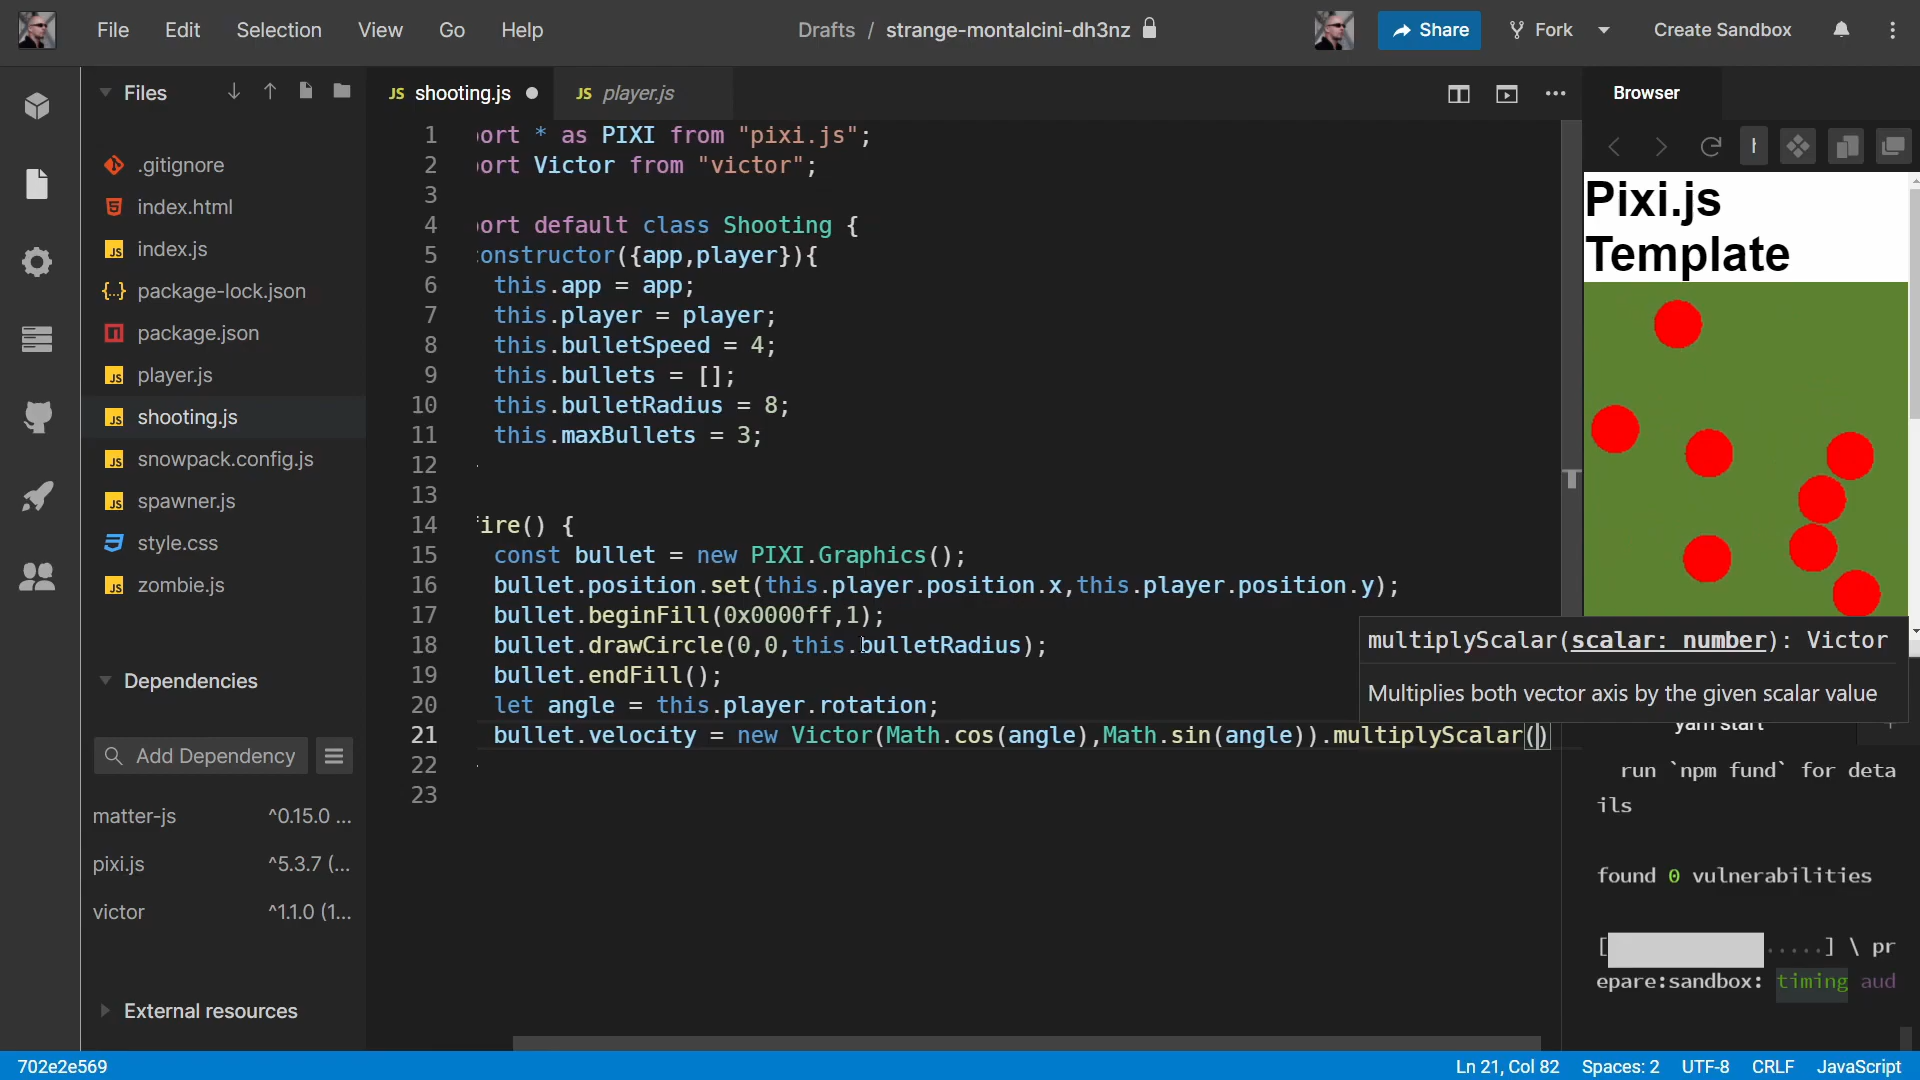 File Edit Selection View Go Help Drafts / strange-montalcini-dh3nz Share Fork Create Sandbox
Files
.gitignore
index.html
index.js
package-lock.json
package.json
player.js
shooting.js
snowpack.config.js
spawner.js
style.css
zombie.js
Dependencies
Add Dependency
matter-js ^0.15.0 ...
pixi.js ^5.3.7 (...
victor ^1.1.0 (1...
External resources
JS shooting.js JS player.js
1 ort * as PIXI from "pixi.js";
2 ort Victor from "victor";
3
4 ort default class Shooting {
5 onstructor({app,player}){
6 this.app = app;
7 this.player = player;
8 this.bulletSpeed = 4;
9 this.bullets = [];
10 this.bulletRadius = 8;
11 this.maxBullets = 3;
12
13
14 ire() {
15 const bullet = new PIXI.Graphics();
16 bullet.position.set(this.player.position.x,this.player.position.y);
17 bullet.beginFill(0x0000ff,1);
18 bullet.drawCircle(0,0,this.bulletRadius);
19 bullet.endFill();
20 let angle = this.player.rotation;
21 bullet.velocity = new Victor(Math.cos(angle),Math.sin(angle)).multiplyScalar()
22
23
multiplyScalar(scalar: number): Victor
Multiplies both vector axis by the given scalar value
Browser
Pixi.js
Template
yarn start
run `npm fund` for deta
ils
found 0 vulnerabilities
[ .....] \ pr
epare:sandbox: timing aud
702e2e569 Ln 21, Col 82 Spaces: 2 UTF-8 CRLF JavaScript